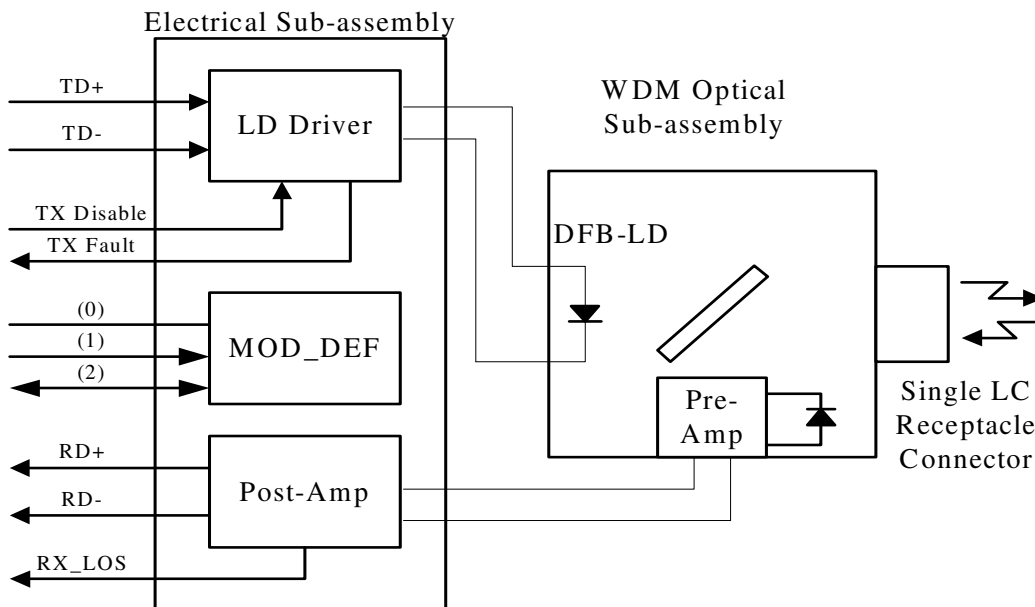 Electrical Sub-assembly
TD+
TD-
LD Driver
TX Disable
TX Fault
(0)
(1)
(2)
MOD_DEF
RD+
RD-
Post-Amp
RX_LOS
WDM Optical
Sub-assembly
DFB-LD
Pre-
Amp
Single LC
Receptacle
Connector